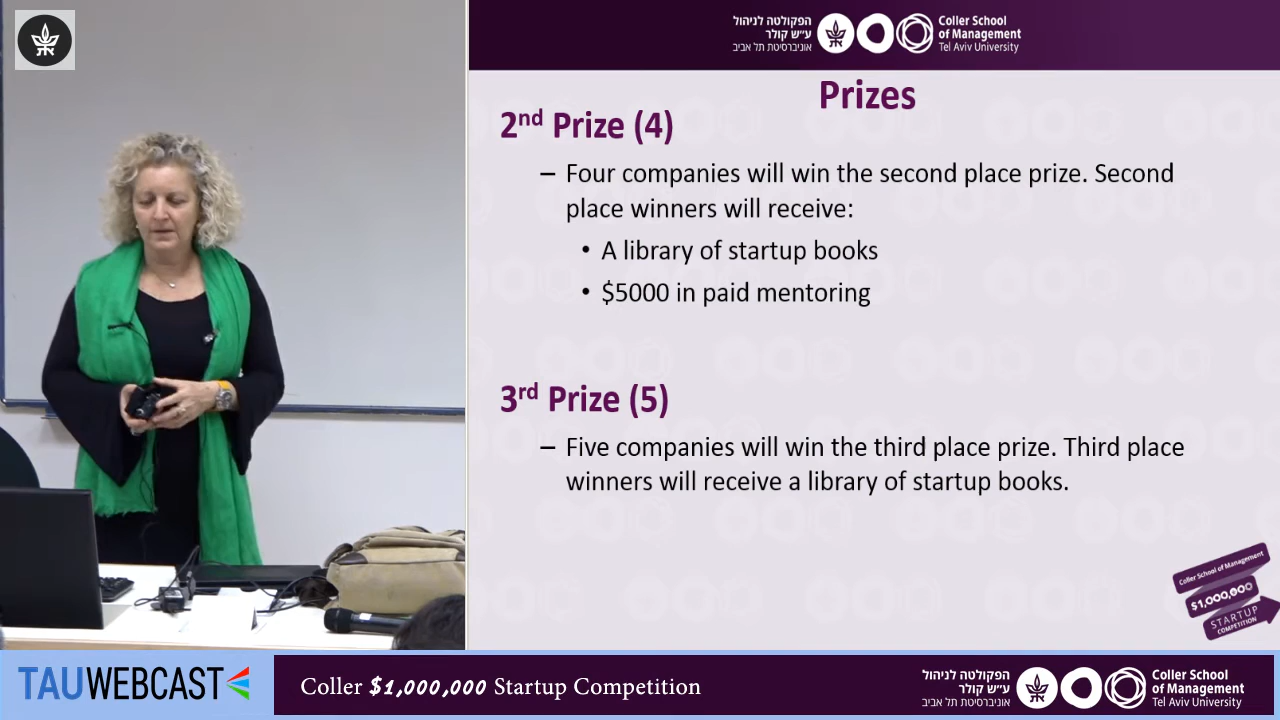 הפקולטה לניהול
ע״ש קולר
אוניברסיטת תל אביב
Coller School
of Management
Tel Aviv University
Prizes
2nd Prize (4)
– Four companies will win the second place prize. Second
place winners will receive:
• A library of startup books
• $5000 in paid mentoring
3rd Prize (5)
– Five companies will win the third place prize. Third place
winners will receive a library of startup books.
Coller School of Management
$1,000,000
STARTUP
COMPETITION
TAUWEBCAST
Coller $1,000,000 Startup Competition
הפקולטה לניהול
ע״ש קולר
אוניברסיטת תל אביב
Coller School
of Management
Tel Aviv University